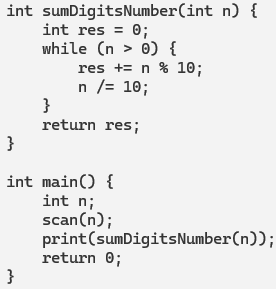 int sumDigitsNumber(int n) {
    int res = 0;
    while (n > 0) {
        res += n % 10;
        n /= 10;
    }
    return res;
}

int main() {
    int n;
    scan(n);
    print(sumDigitsNumber(n));
    return 0;
}